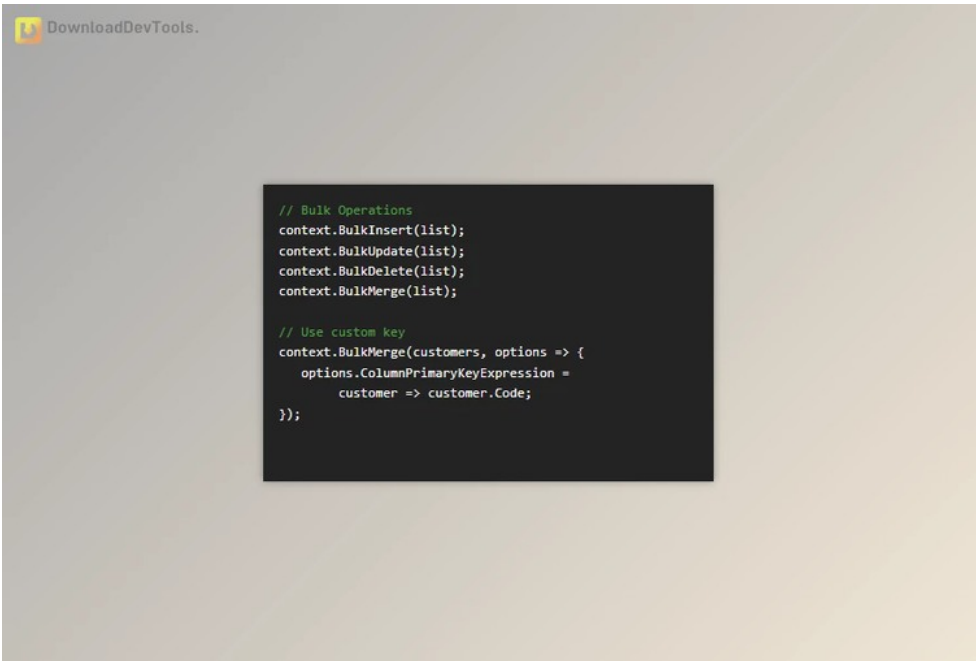 DownloadDevTools.
// Bulk Operations
context.BulkInsert(list);
context.BulkUpdate(list);
context.BulkDelete(list);
context.BulkMerge(list);
// Use custom key
context.BulkMerge(customers, options => {
options.ColumnPrimaryKeyExpression =
customer => customer.Code;
});